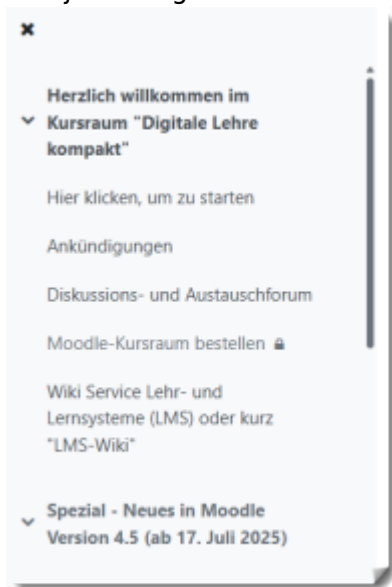 Herzlich willkommen im
Kursraum "Digitale Lehre
kompakt"
Hier klicken, um zu starten
Ankündigungen
Diskussions- und Austauschforum
Moodle-Kursraum bestellen
Wiki Service Lehr- und
Lernsysteme (LMS) oder kurz
"LMS-Wiki"
Spezial - Neues in Moodle
Version 4.5 (ab 17. Juli 2025)